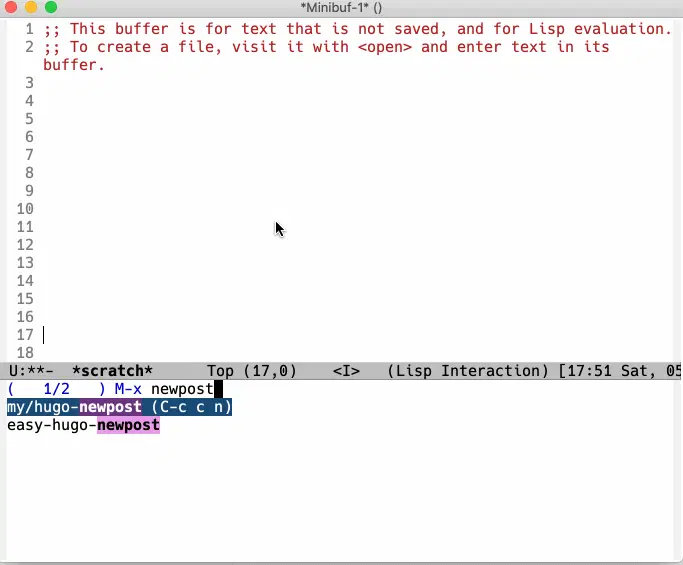 *Minibuf-1* ()
1 ;; This buffer is for text that is not saved, and for Lisp evaluation.
2 ;; To create a file, visit it with <open> and enter text in its
buffer.
3
4
5
6
7
8
9
10
11
12
13
14
15
16
17
18
U:**-  *scratch*      Top (17,0)    <I>   (Lisp Interaction) [17:51 Sat, 05
(   1/2   ) M-x newpost
my/hugo-newpost (C-c c n)
easy-hugo-newpost